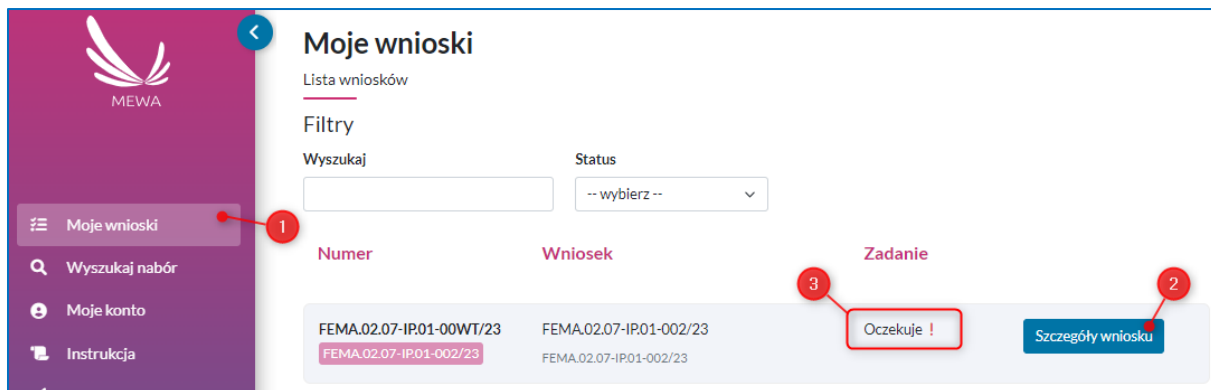 MEWA
Moje wnioski
Wyszukaj nabór
Moje konto
Instrukcja
Moje wnioski
Lista wniosków
Filtry
Wyszukaj Status
-- wybierz --
1
Numer Wniosek Zadanie
3 2
FEMA.02.07-IP.01-00WT/23 FEMA.02.07-IP.01-002/23 Oczekuje ! Szczegóły wniosku
FEMA.02.07-IP.01-002/23 FEMA.02.07-IP.01-002/23